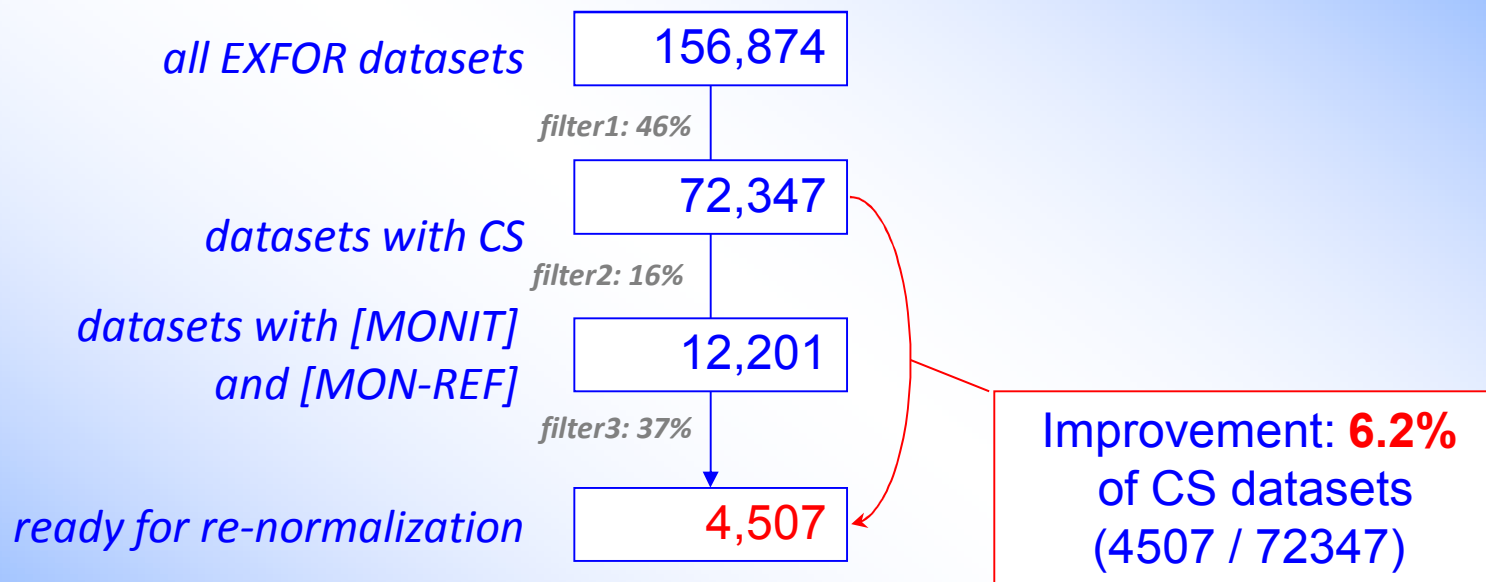 all EXFOR datasets
156,874
filter1: 46%
72,347
datasets with CS
filter2: 16%
datasets with [MONIT]
and [MON-REF]
12,201
filter3: 37%
ready for re-normalization
4,507
Improvement: 6.2%
of CS datasets
(4507 / 72347)